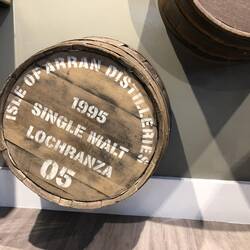 ISLE OF ARRAN DISTILLERIES
1995
SINGLE MALT
LOCHRANZA
05